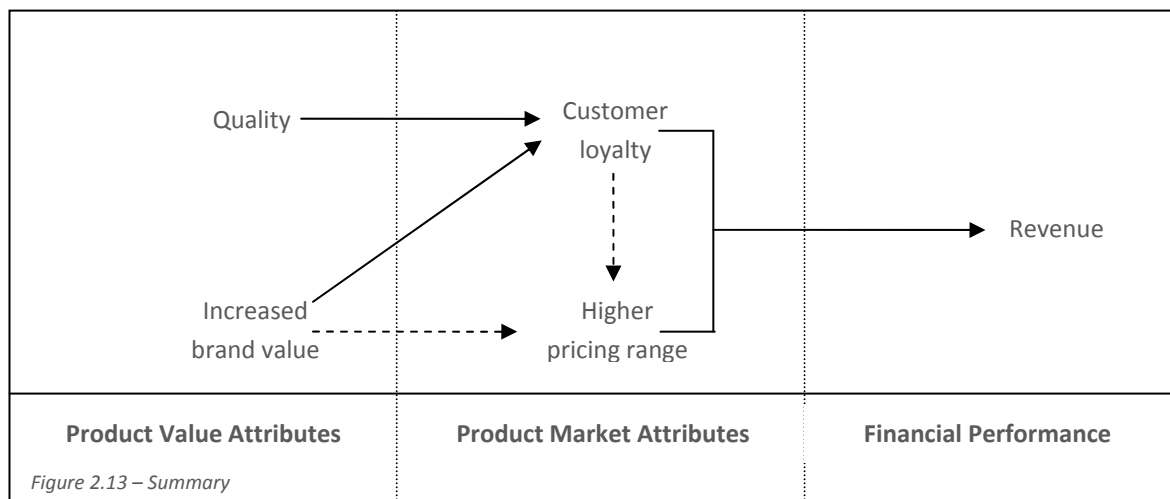 Quality
Customer
loyalty
Revenue
Increased
brand value
Higher
pricing range
Product Value Attributes
Product Market Attributes
Financial Performance
Figure 2.13 – Summary